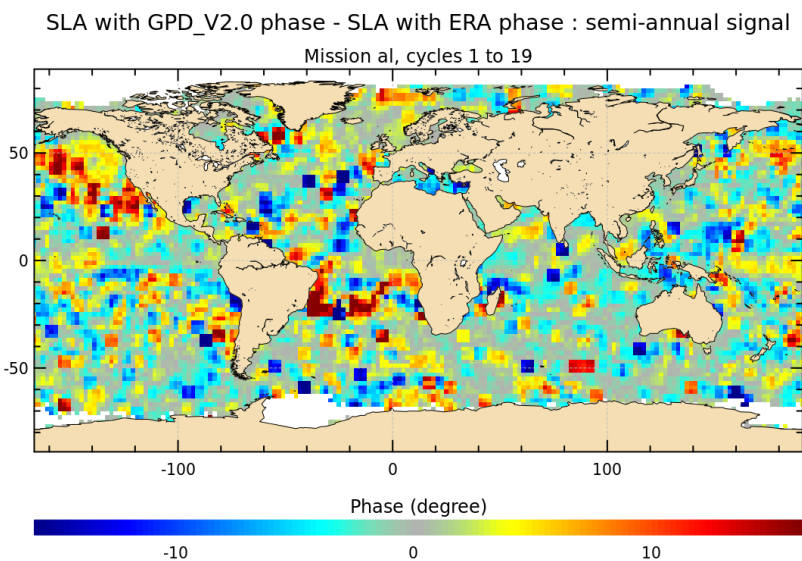 SLA with GPD_V2.0 phase - SLA with ERA phase : semi-annual signal
Mission al, cycles 1 to 19
50
0
-50
-100 0 100
Phase (degree)
-10 0 10